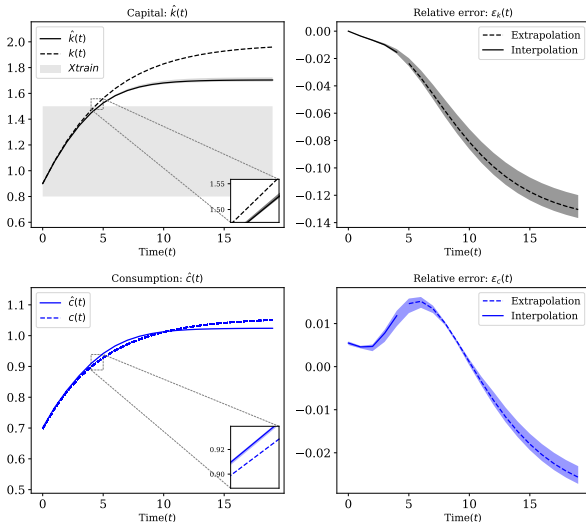 Capital: k̂(t)
k̂(t)
k(t)
Xtrain
2.0
1.8
1.6
1.4
1.2
1.0
0.8
0.6
1.55
1.50
0 5 10 15
Time(t)
Relative error: ε_k(t)
Extrapolation
Interpolation
0.00
−0.02
−0.04
−0.06
−0.08
−0.10
−0.12
−0.14
0 5 10 15
Time(t)
Consumption: ĉ(t)
ĉ(t)
c(t)
1.1
1.0
0.9
0.8
0.7
0.6
0.5
0.92
0.90
0 5 10 15
Time(t)
Relative error: ε_c(t)
Extrapolation
Interpolation
0.01
0.00
−0.01
−0.02
0 5 10 15
Time(t)